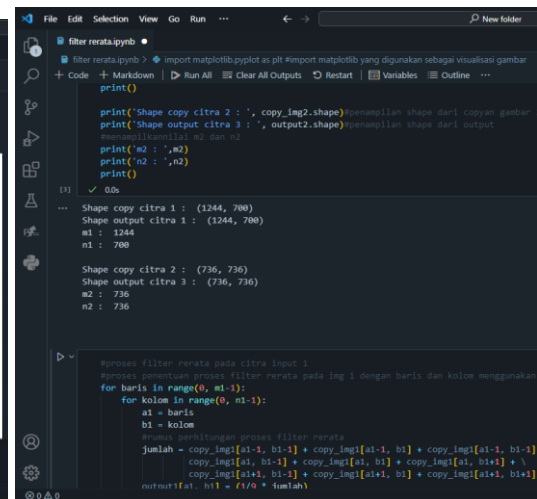 File Edit Selection View Go Run ··· ← → New folder
filter rerata.ipynb ●
filter rerata.ipynb > import matplotlib.pyplot as plt #import matplotlib yang digunakan sebagai visualisasi gambar
+ Code + Markdown | Run All Clear All Outputs Restart | Variables Outline ···
print()
print('Shape copy citra 2 : ', copy_img2.shape)#penampilan shape dari copyan gambar
print('Shape output citra 3 : ', output2.shape)#penampilan shape dari output
#menampilkannilai m2 dan n2
print('m2 : ',m2)
print('n2 : ',n2)
print()
[3] ✓ 0.0s
··· Shape copy citra 1 : (1244, 700)
Shape output citra 1 : (1244, 700)
m1 : 1244
n1 : 700
Shape copy citra 2 : (736, 736)
Shape output citra 3 : (736, 736)
m2 : 736
n2 : 736
#proses filter rerata pada citra input 1
#proses penentuan proses filter rerata pada img 1 dengan baris dan kolom menggunakan
for baris in range(0, m1-1):
for kolom in range(0, n1-1):
a1 = baris
b1 = kolom
#rumus perhitungan proses filter rerata
jumlah = copy_img1[a1-1, b1-1] + copy_img1[a1-1, b1] + copy_img1[a1-1, b1-1]
copy_img1[a1, b1-1] + copy_img1[a1, b1] + copy_img1[a1, b1+1] + \
copy_img1[a1+1, b1-1] + copy_img1[a1+1, b1] + copy_img1[a1+1, b1+1]
output1[a1, b1] = (1/9 * jumlah)
0 0 0